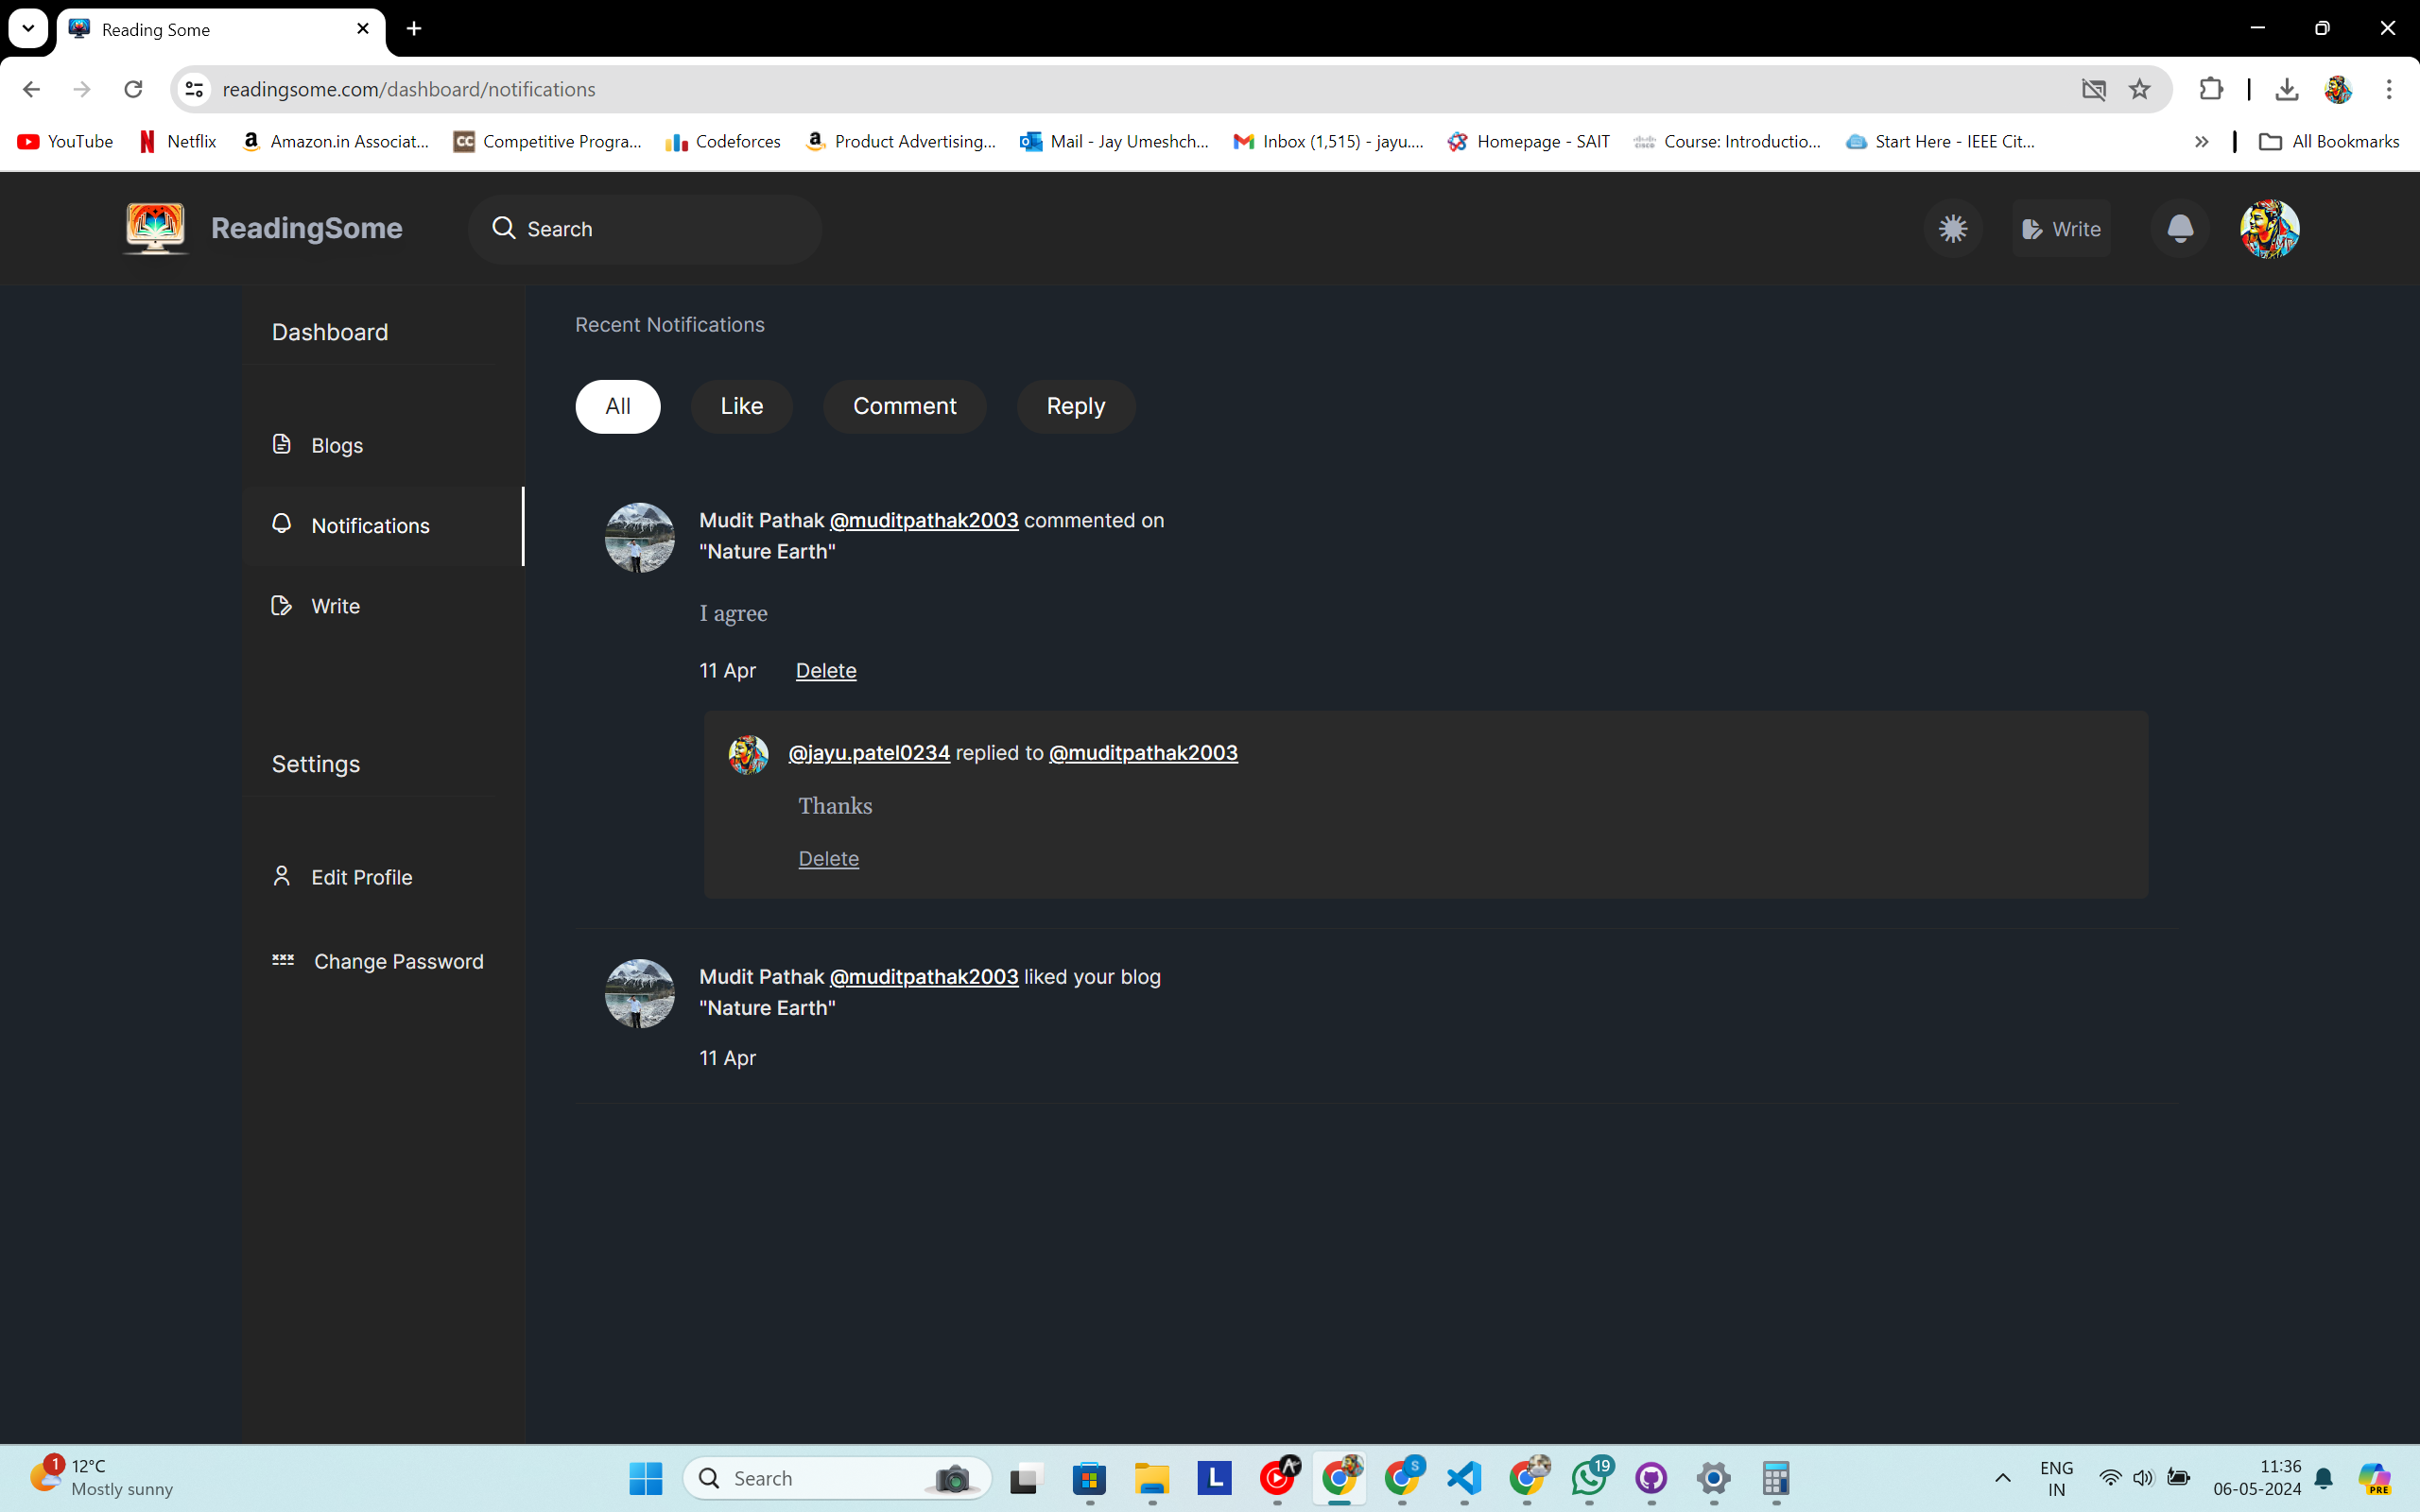 Reading Some
readingsome.com/dashboard/notifications
YouTube Netflix Amazon.in Associat... CC Competitive Progra... Codeforces Product Advertising... Mail - Jay Umeshch... Inbox (1,515) - jayu.... Homepage - SAIT Course: Introductio... Start Here - IEEE Cit... All Bookmarks
ReadingSome Search Write
Dashboard
Blogs
Notifications
Write
Settings
Edit Profile
Change Password
Recent Notifications
All Like Comment Reply
Mudit Pathak @muditpathak2003 commented on
"Nature Earth"
I agree
11 Apr Delete
@jayu.patel0234 replied to @muditpathak2003
Thanks
Delete
Mudit Pathak @muditpathak2003 liked your blog
"Nature Earth"
11 Apr
1 12°C
Mostly sunny
Search
L
S
19
ENG
IN
11:36
06-05-2024
PRE